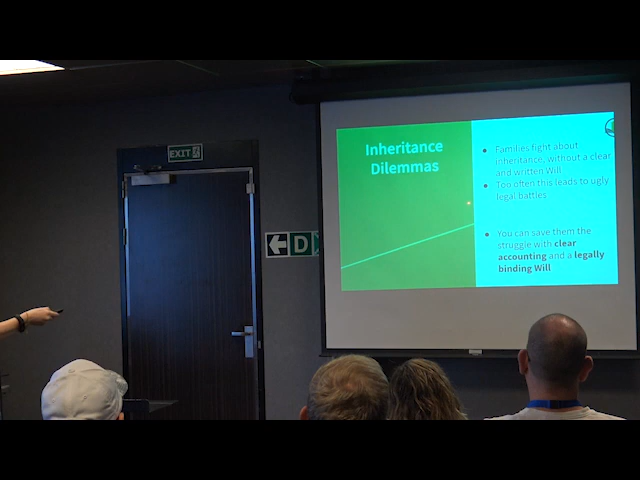 EXIT
D
Inheritance
Dilemmas
● Families fight about
inheritance, without a clear
and written Will
● Too often this leads to ugly
legal battles
● You can save them the
struggle with clear
accounting and a legally
binding Will